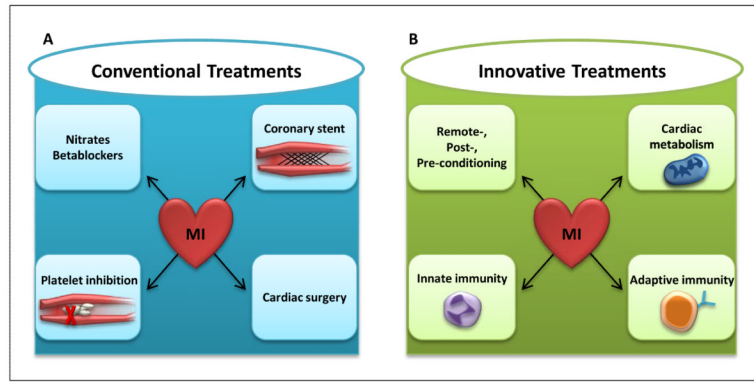 A
Conventional Treatments
Nitrates
Betablockers
Coronary stent
MI
Platelet inhibition
Cardiac surgery
B
Innovative Treatments
Remote-,
Post-,
Pre-conditioning
Cardiac
metabolism
MI
Innate immunity
Adaptive immunity